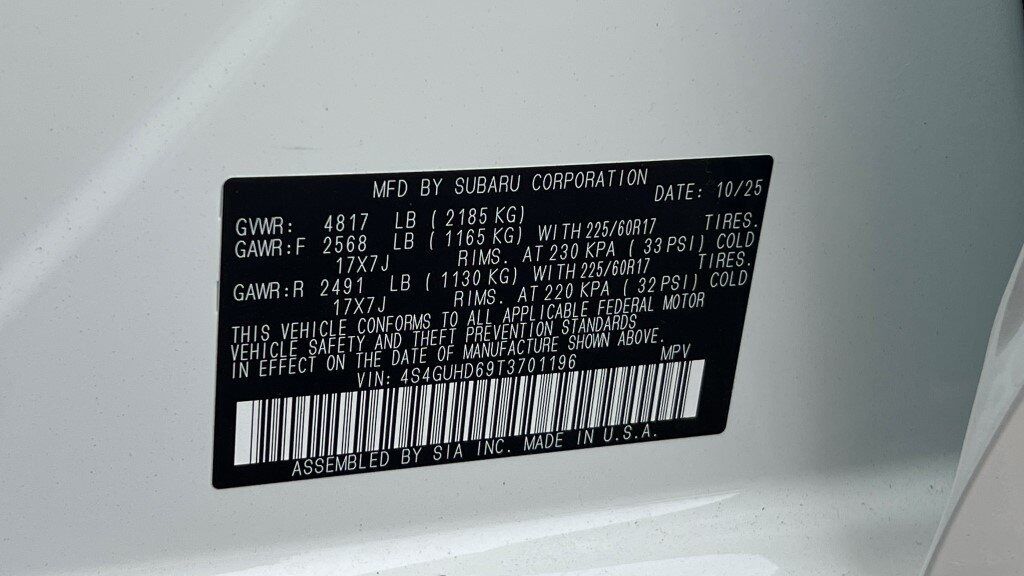 MFD BY SUBARU CORPORATION DATE: 10/25
GVWR: 4817 LB ( 2185 KG)
GAWR:F 2568 LB ( 1165 KG) WITH 225/60R17 TIRES.
17X7J RIMS. AT 230 KPA ( 33 PSI) COLD
GAWR:R 2491 LB ( 1130 KG) WITH 225/60R17 TIRES.
17X7J RIMS. AT 220 KPA ( 32 PSI) COLD
THIS VEHICLE CONFORMS TO ALL APPLICABLE FEDERAL MOTOR
VEHICLE SAFETY AND THEFT PREVENTION STANDARDS
IN EFFECT ON THE DATE OF MANUFACTURE SHOWN ABOVE.
VIN: 4S4GUHD69T3701196 MPV
ASSEMBLED BY SIA INC. MADE IN U.S.A.